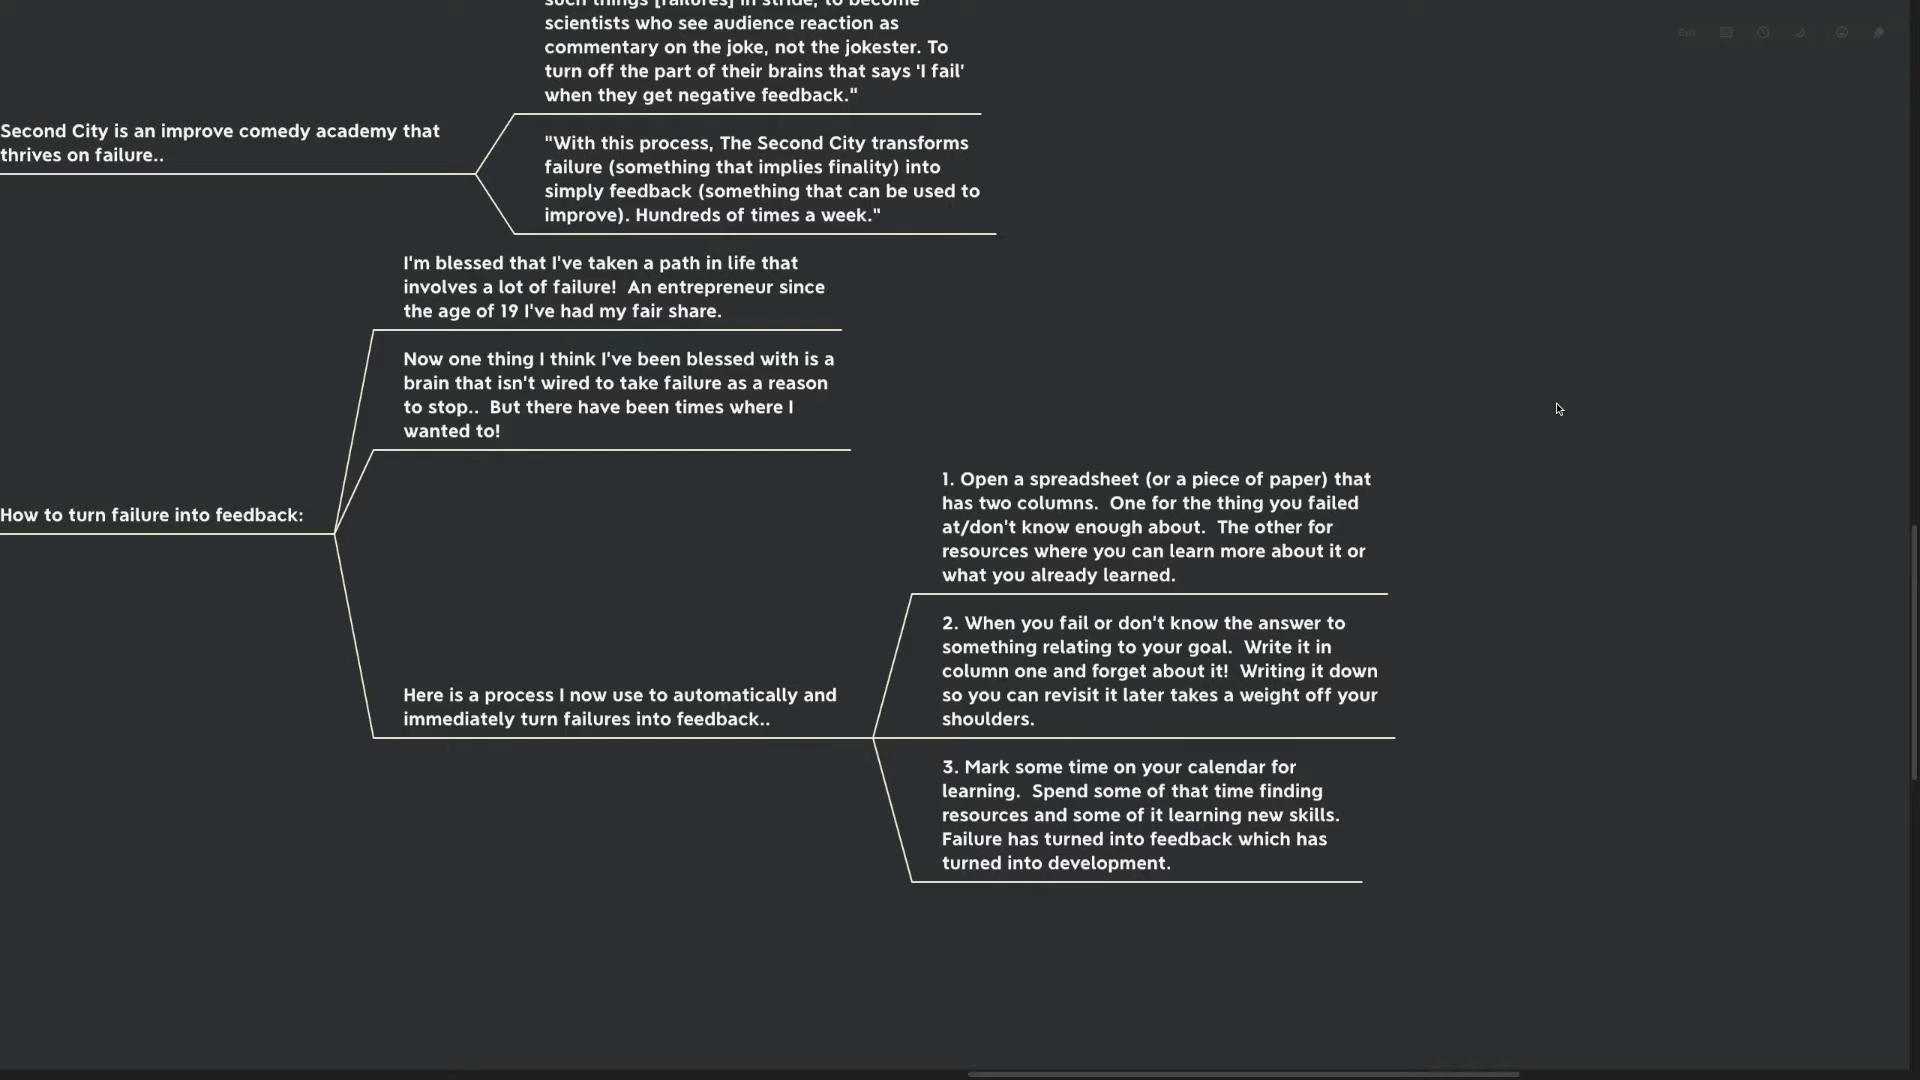 such things [failures] in stride, to become
scientists who see audience reaction as
commentary on the joke, not the jokester. To
turn off the part of their brains that says 'I fail'
when they get negative feedback."
Second City is an improve comedy academy that
thrives on failure..
"With this process, The Second City transforms
failure (something that implies finality) into
simply feedback (something that can be used to
improve). Hundreds of times a week."
I'm blessed that I've taken a path in life that
involves a lot of failure!  An entrepreneur since
the age of 19 I've had my fair share.
Now one thing I think I've been blessed with is a
brain that isn't wired to take failure as a reason
to stop..  But there have been times where I
wanted to!
How to turn failure into feedback:
Here is a process I now use to automatically and
immediately turn failures into feedback..
1. Open a spreadsheet (or a piece of paper) that
has two columns.  One for the thing you failed
at/don't know enough about.  The other for
resources where you can learn more about it or
what you already learned.
2. When you fail or don't know the answer to
something relating to your goal.  Write it in
column one and forget about it!  Writing it down
so you can revisit it later takes a weight off your
shoulders.
3. Mark some time on your calendar for
learning.  Spend some of that time finding
resources and some of it learning new skills.
Failure has turned into feedback which has
turned into development.
Exit